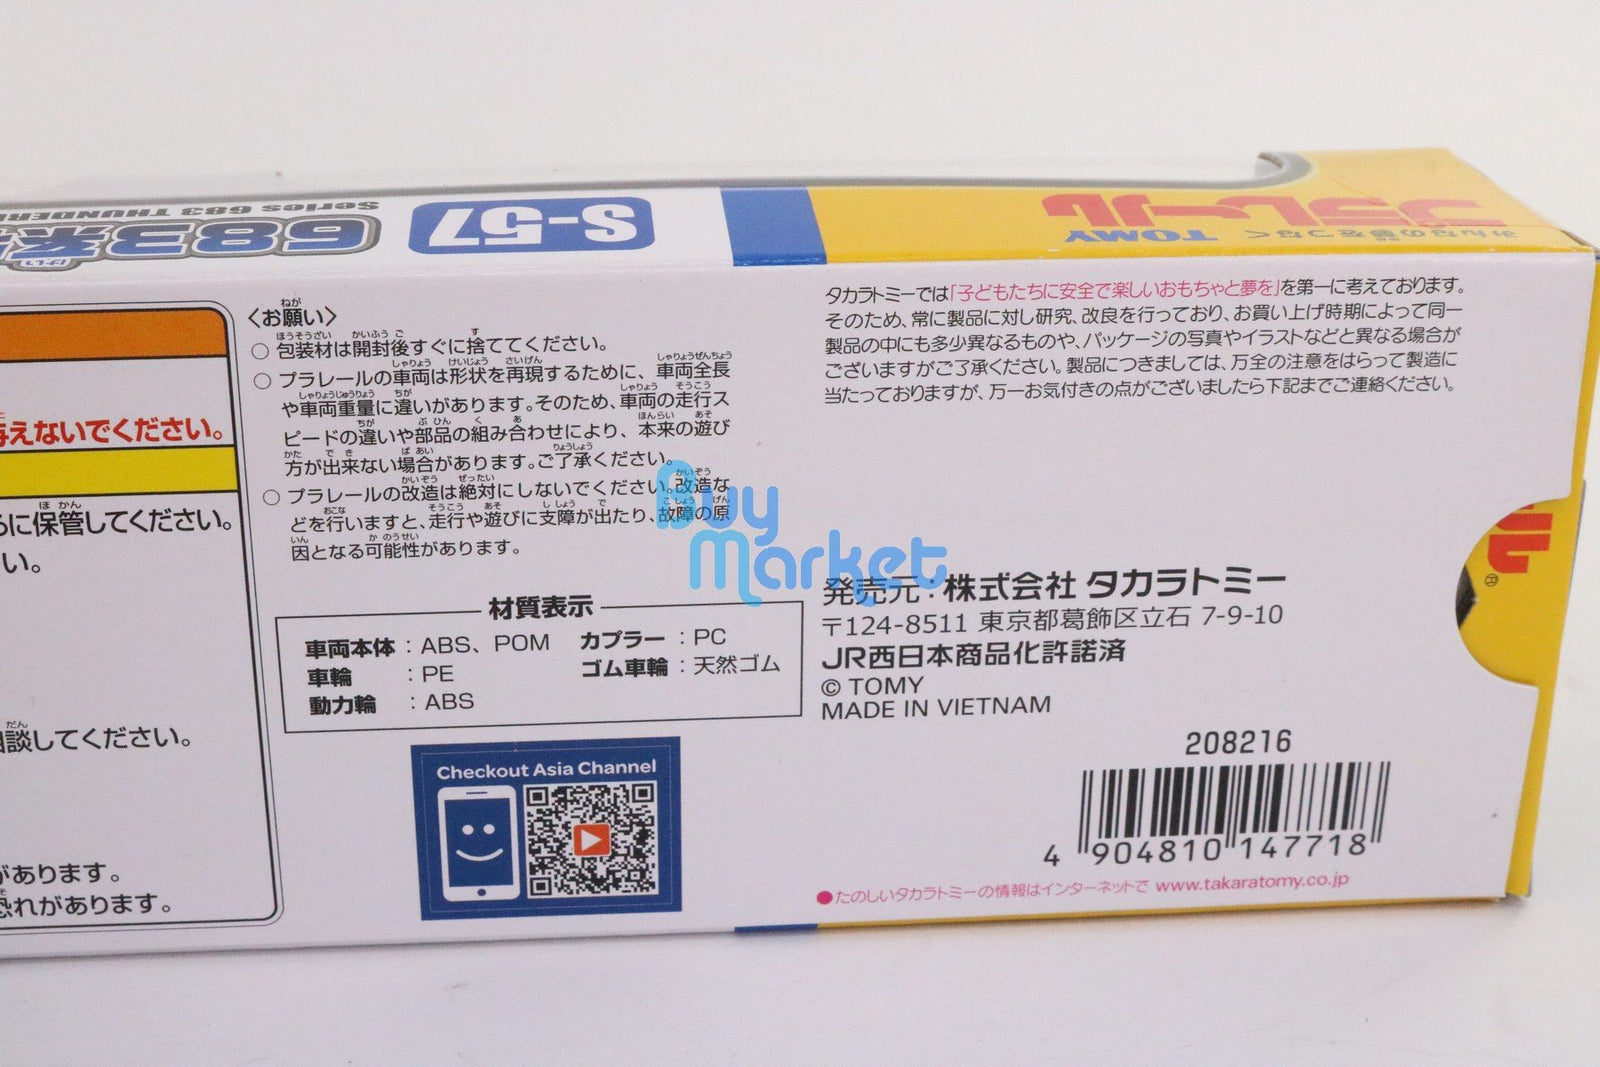 みんなの夢をつなぐ
プラレール
TOMY
S-57
Series 683
683系
〈お願い〉
○ 包装材は開封後すぐに捨ててください。
○ プラレールの車両は形状を再現するために、車両全長
や車両重量に違いがあります。そのため、車両の走行ス
ピードの違いや部品の組み合わせにより、本来の遊び
方が出来ない場合があります。ご了承ください。
○ プラレールの改造は絶対にしないでください。改造な
どを行いますと、走行や遊びに支障が出たり、故障の原
因となる可能性があります。
えないでください。
に保管してください。
い。
談してください。
があります。
恐れがあります。
材質表示
車両本体：ABS、POM カプラー：PC
車輪：PE ゴム車輪：天然ゴム
動力輪：ABS
Checkout Asia Channel
タカラトミーでは「子どもたちに安全で楽しいおもちゃと夢を」を第一に考えております。
そのため、常に製品に対し研究、改良を行っており、お買い上げ時期によって同一
製品の中にも多少異なるものや、パッケージの写真やイラストなどと異なる場合が
ございますがご了承ください。製品につきましては、万全の注意をはらって製造に
当たっておりますが、万一お気付きの点がございましたら下記までご連絡ください。
Buy
Market
発売元：株式会社 タカラトミー
〒124-8511 東京都葛飾区立石 7-9-10
JR西日本商品化許諾済
© TOMY
MADE IN VIETNAM
208216
4 904810 147718
●たのしいタカラトミーの情報はインターネットで www.takaratomy.co.jp
ル®